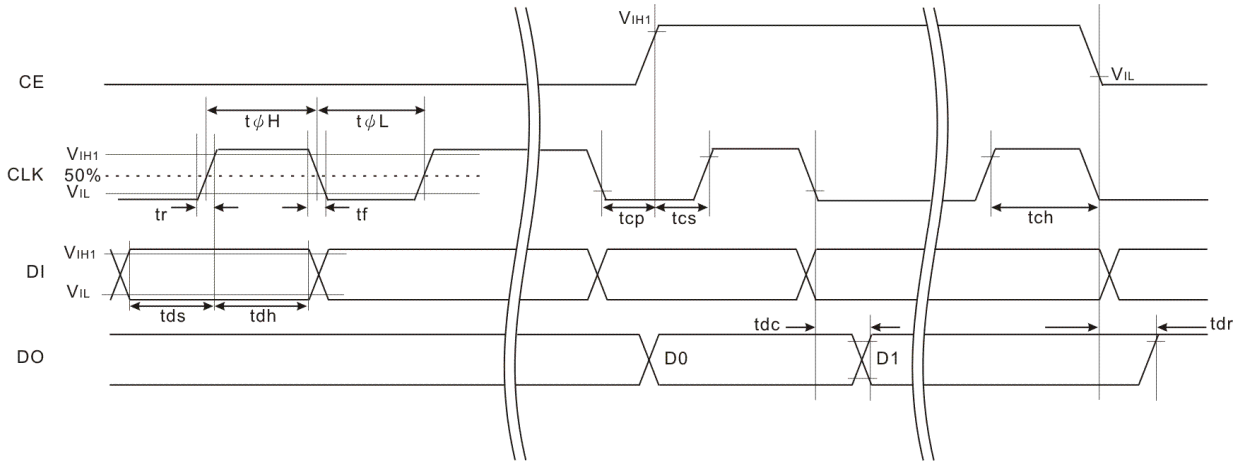 VIH1
CE
VIL
tφH
tφL
VIH1
CLK
50%
VIL
tr
tf
tcp
tcs
tch
VIH1
DI
VIL
tds
tdh
tdc
tdr
DO
D0
D1